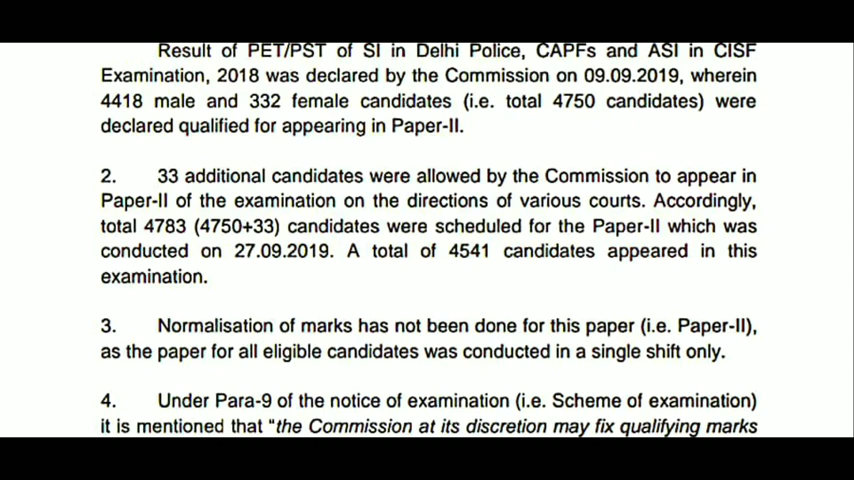 Result of PET/PST of SI in Delhi Police, CAPFs and ASI in CISF
Examination, 2018 was declared by the Commission on 09.09.2019, wherein
4418 male and 332 female candidates (i.e. total 4750 candidates) were
declared qualified for appearing in Paper-II.
2. 33 additional candidates were allowed by the Commission to appear in
Paper-II of the examination on the directions of various courts. Accordingly,
total 4783 (4750+33) candidates were scheduled for the Paper-II which was
conducted on 27.09.2019. A total of 4541 candidates appeared in this
examination.
3. Normalisation of marks has not been done for this paper (i.e. Paper-II),
as the paper for all eligible candidates was conducted in a single shift only.
4. Under Para-9 of the notice of examination (i.e. Scheme of examination)
it is mentioned that "the Commission at its discretion may fix qualifying marks